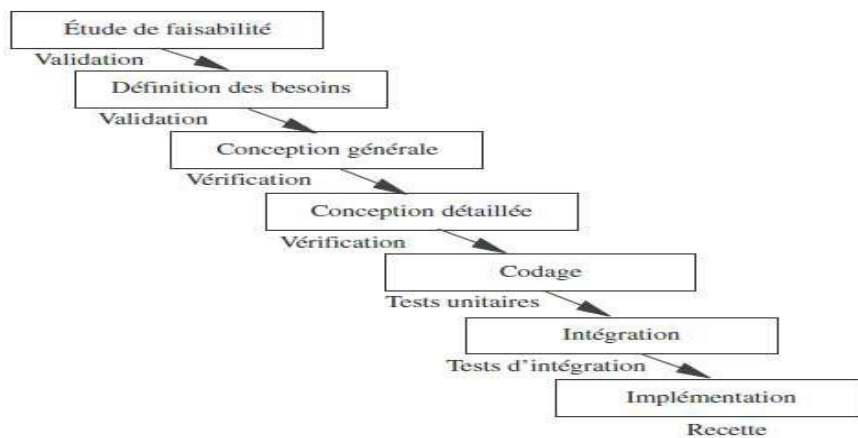 Étude de faisabilité
Validation
Définition des besoins
Validation
Conception générale
Vérification
Conception détaillée
Vérification
Codage
Tests unitaires
Intégration
Tests d'intégration
Implémentation
Recette